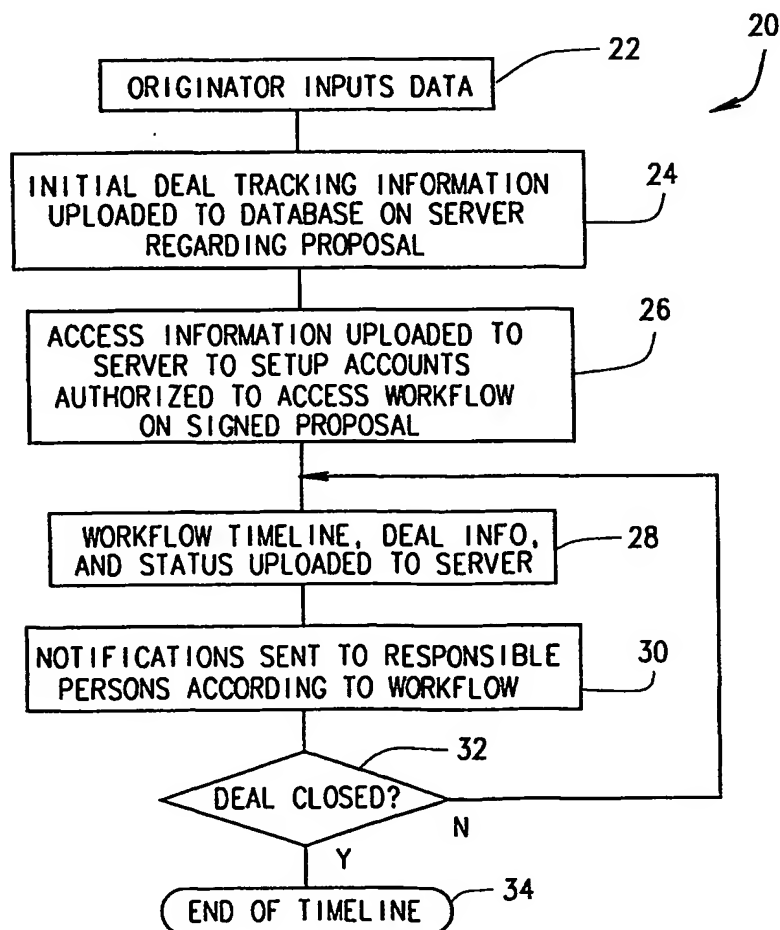 20
22
ORIGINATOR INPUTS DATA
INITIAL DEAL TRACKING INFORMATION
UPLOADED TO DATABASE ON SERVER
REGARDING PROPOSAL
24
26
ACCESS INFORMATION UPLOADED TO
SERVER TO SETUP ACCOUNTS
AUTHORIZED TO ACCESS WORKFLOW
ON SIGNED PROPOSAL
WORKFLOW TIMELINE, DEAL INFO,
AND STATUS UPLOADED TO SERVER
28
NOTIFICATIONS SENT TO RESPONSIBLE
PERSONS ACCORDING TO WORKFLOW
30
32
DEAL CLOSED?
N
Y
34
END OF TIMELINE